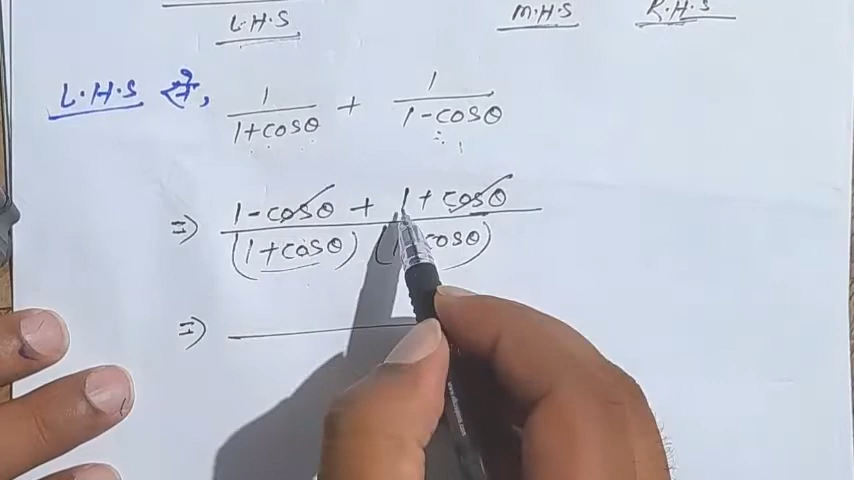 L.H.S M.H.S R.H.S
L.H.S से, 1/(1+cosθ) + 1/(1-cosθ)
⇒ (1-cosθ + 1+cosθ)/((1+cosθ) (1 cosθ))
⇒